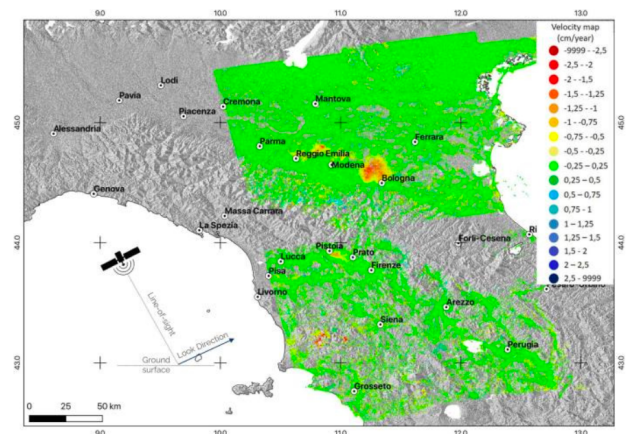 8.0 9.0 10.0 11.0 12.0 13.0
Velocity map
(cm/year)
-9999 - -2,5
-2,5 - -2
-2 - -1,5
-1,5 - -1,25
-1,25 - -1
-1 - -0,75
-0,75 - -0,5
-0,5 - -0,25
-0,25 - 0,25
0,25 – 0,5
0,5 - 0,75
0,75 - 1
1 – 1,25
1,25 – 1,5
1,5 - 2
2 – 2,5
2,5 - 9999
Lodi
Pavia
Cremona
Mantova
Piacenza
45.0
45.0
Alessandria
Parma
Ferrara
Reggio Emilia
Modena
Bologna
Genova
Massa Carrara
La Spezia
Forlì-Cesena
Ri
44.0
44.0
Pistoia
Prato
Lucca
Firenze
Pisa
Livorno
Arezzo
Siena
Perugia
Grosseto
Line-of-sight
Look Direction
Ground
surface
43.0
43.0
0 25 50 km
9.0 10.0 11.0 12.0 13.0